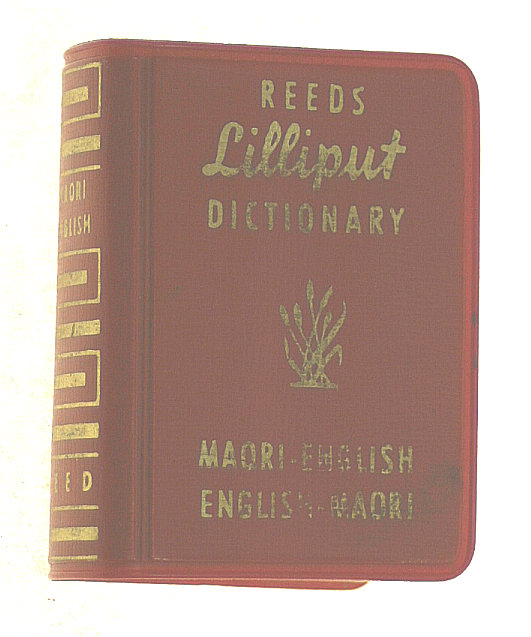 REEDS
Lilliput
DICTIONARY
MAORI-ENGLISH
ENGLISH-MAORI
MAORI
ENGLISH
REED